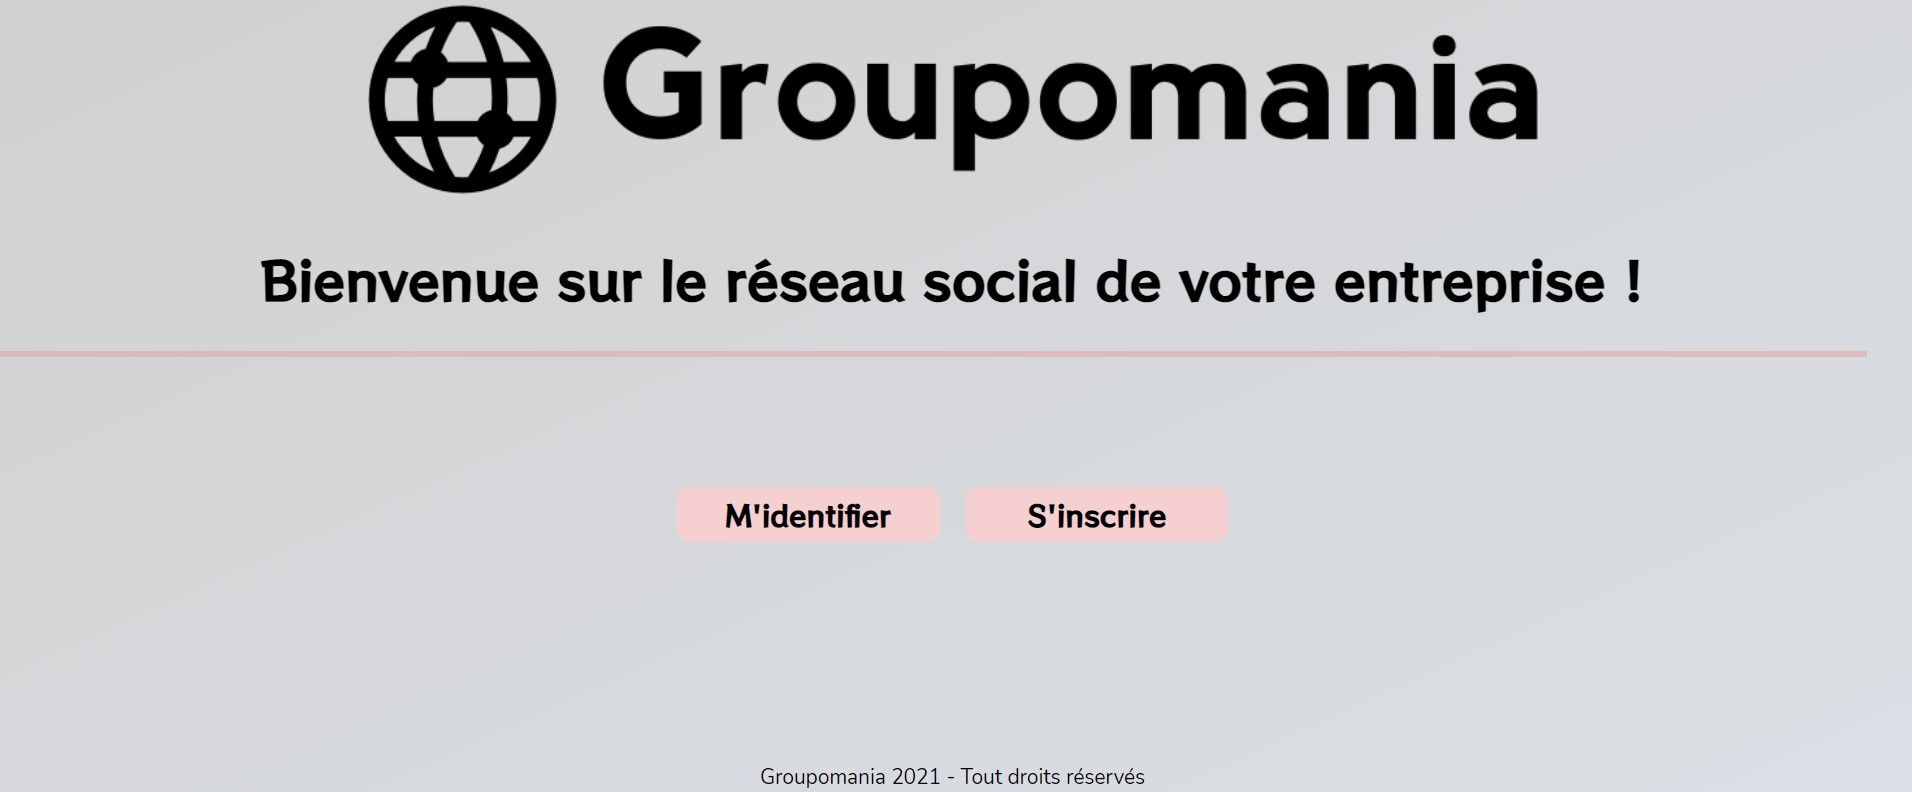 Groupomania
Bienvenue sur le réseau social de votre entreprise !
M'identifier
S'inscrire
Groupomania 2021 - Tout droits réservés